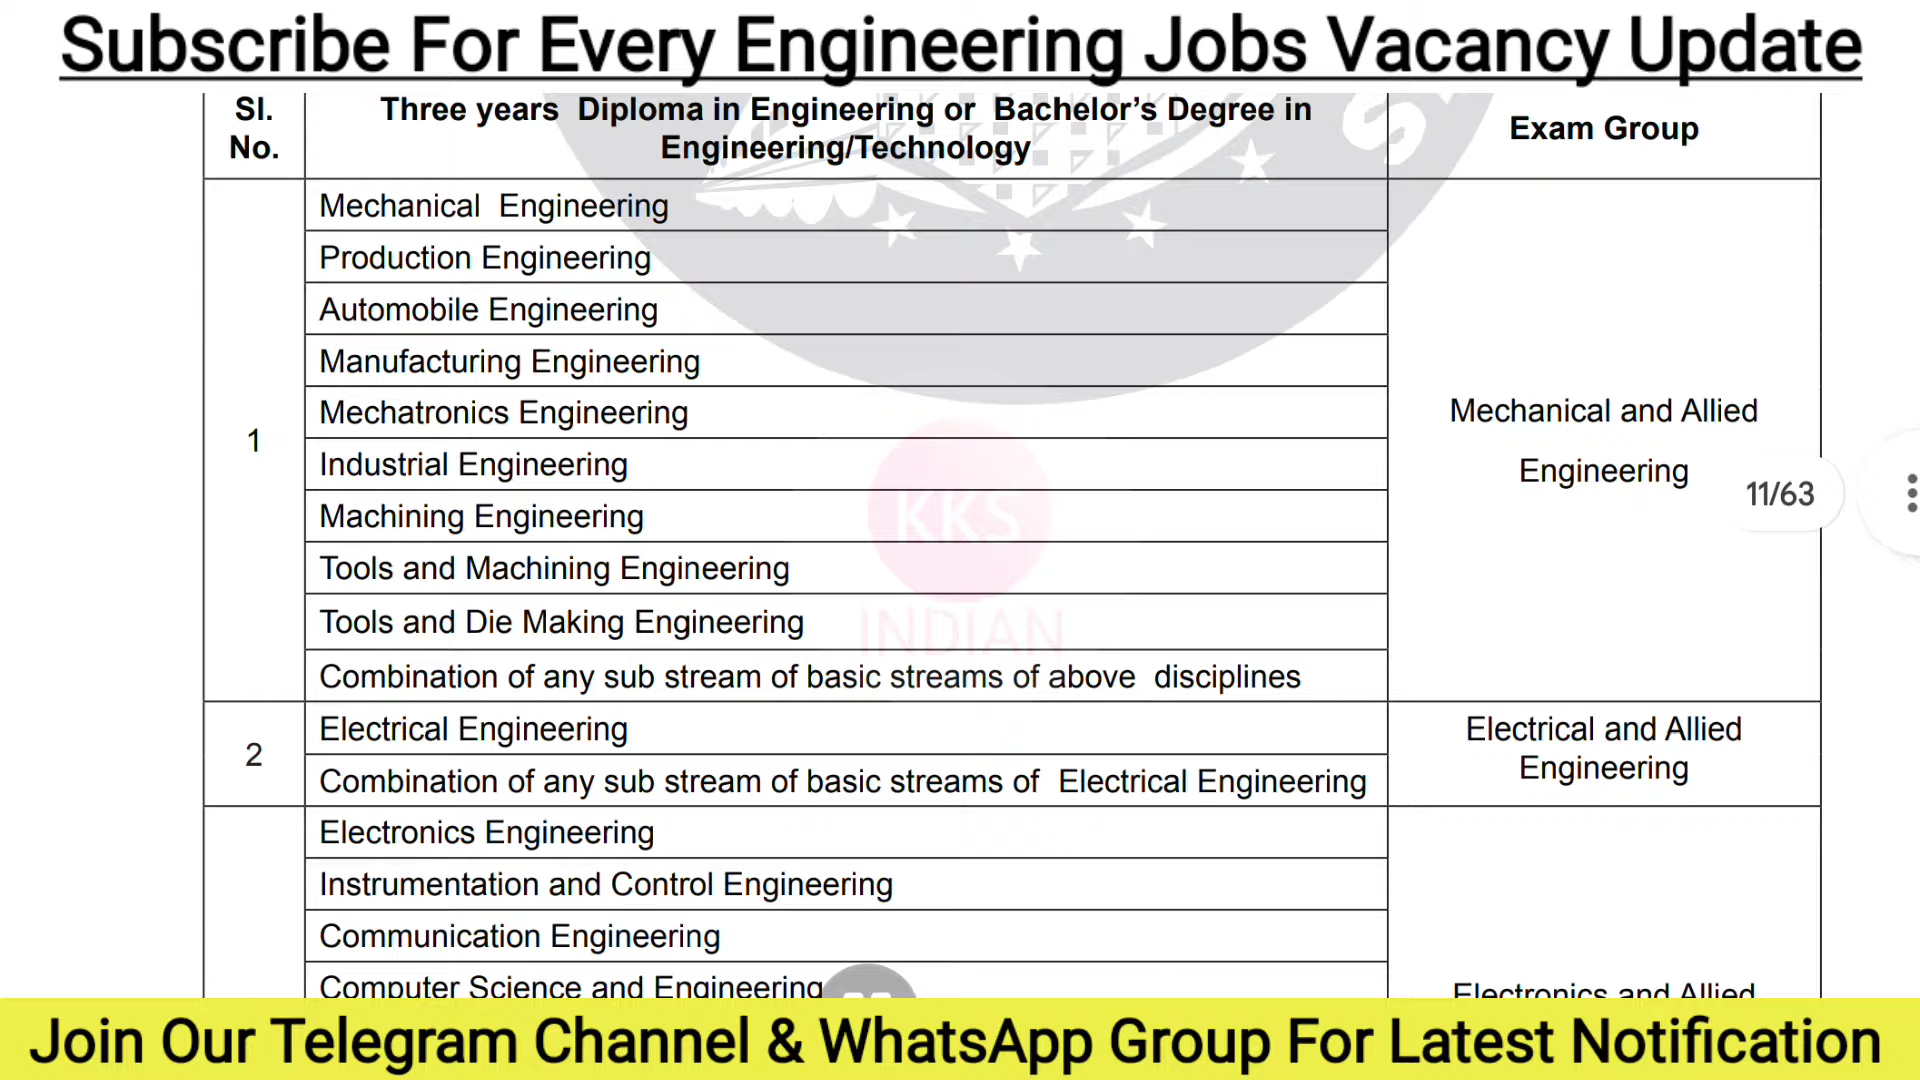 Subscribe For Every Engineering Jobs Vacancy Update
Sl. No.
Three years Diploma in Engineering or Bachelor’s Degree in
Engineering/Technology
Exam Group
1
Mechanical Engineering
Production Engineering
Automobile Engineering
Manufacturing Engineering
Mechatronics Engineering
Industrial Engineering
Machining Engineering
Tools and Machining Engineering
Tools and Die Making Engineering
Combination of any sub stream of basic streams of above disciplines
Mechanical and Allied
Engineering
11/63
KKS
INDIAN
2
Electrical Engineering
Combination of any sub stream of basic streams of Electrical Engineering
Electrical and Allied
Engineering
Electronics Engineering
Instrumentation and Control Engineering
Communication Engineering
Computer Science and Engineering
Electronics and Allied
Join Our Telegram Channel & WhatsApp Group For Latest Notification